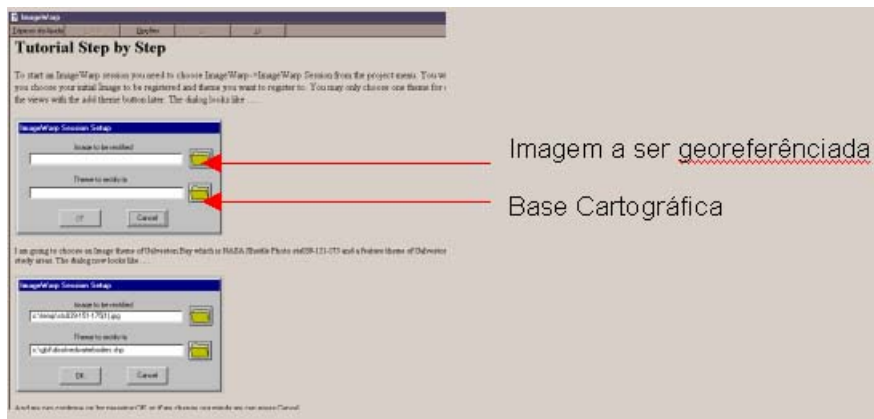 ImageWarp
Tutorial Step by Step
To start an ImageWarp session you need to choose ImageWarp->ImageWarp Session from the project menu. You
you choose your initial Image to be registered and theme you want to register to. You may only choose one theme for
the views with the add theme button later. The dialog looks like ....
ImageWarp Session Setup
Image to be rectified
Imagem a ser georeferênciada
Theme to rectify to
Base Cartográfica
Cancel
I am going to choose an Image theme of Galveston Bay which is NASA Shuttle Photo and a feature theme of Galveston
study areas. The dialog now looks like ....
ImageWarp Session Setup
Image to be rectified
Theme to rectify to
OK
Cancel